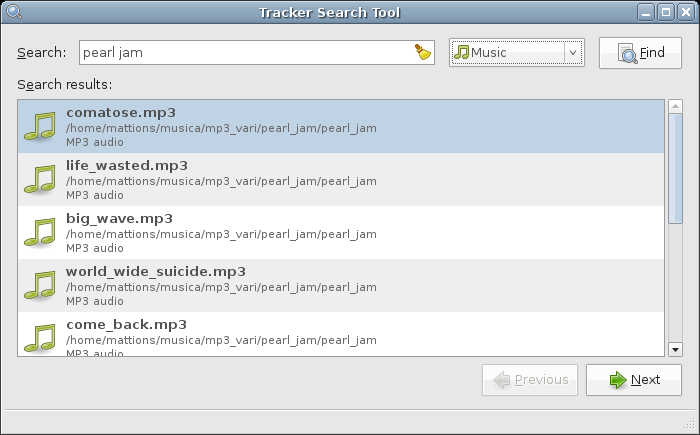 Tracker Search Tool
Search: pearl jam Music Find
Search results:
comatose.mp3
/home/mattions/musica/mp3_vari/pearl_jam/pearl_jam
MP3 audio
life_wasted.mp3
/home/mattions/musica/mp3_vari/pearl_jam/pearl_jam
MP3 audio
big_wave.mp3
/home/mattions/musica/mp3_vari/pearl_jam/pearl_jam
MP3 audio
world_wide_suicide.mp3
/home/mattions/musica/mp3_vari/pearl_jam/pearl_jam
MP3 audio
come_back.mp3
/home/mattions/musica/mp3_vari/pearl_jam/pearl_jam
MP3 audio
Previous Next